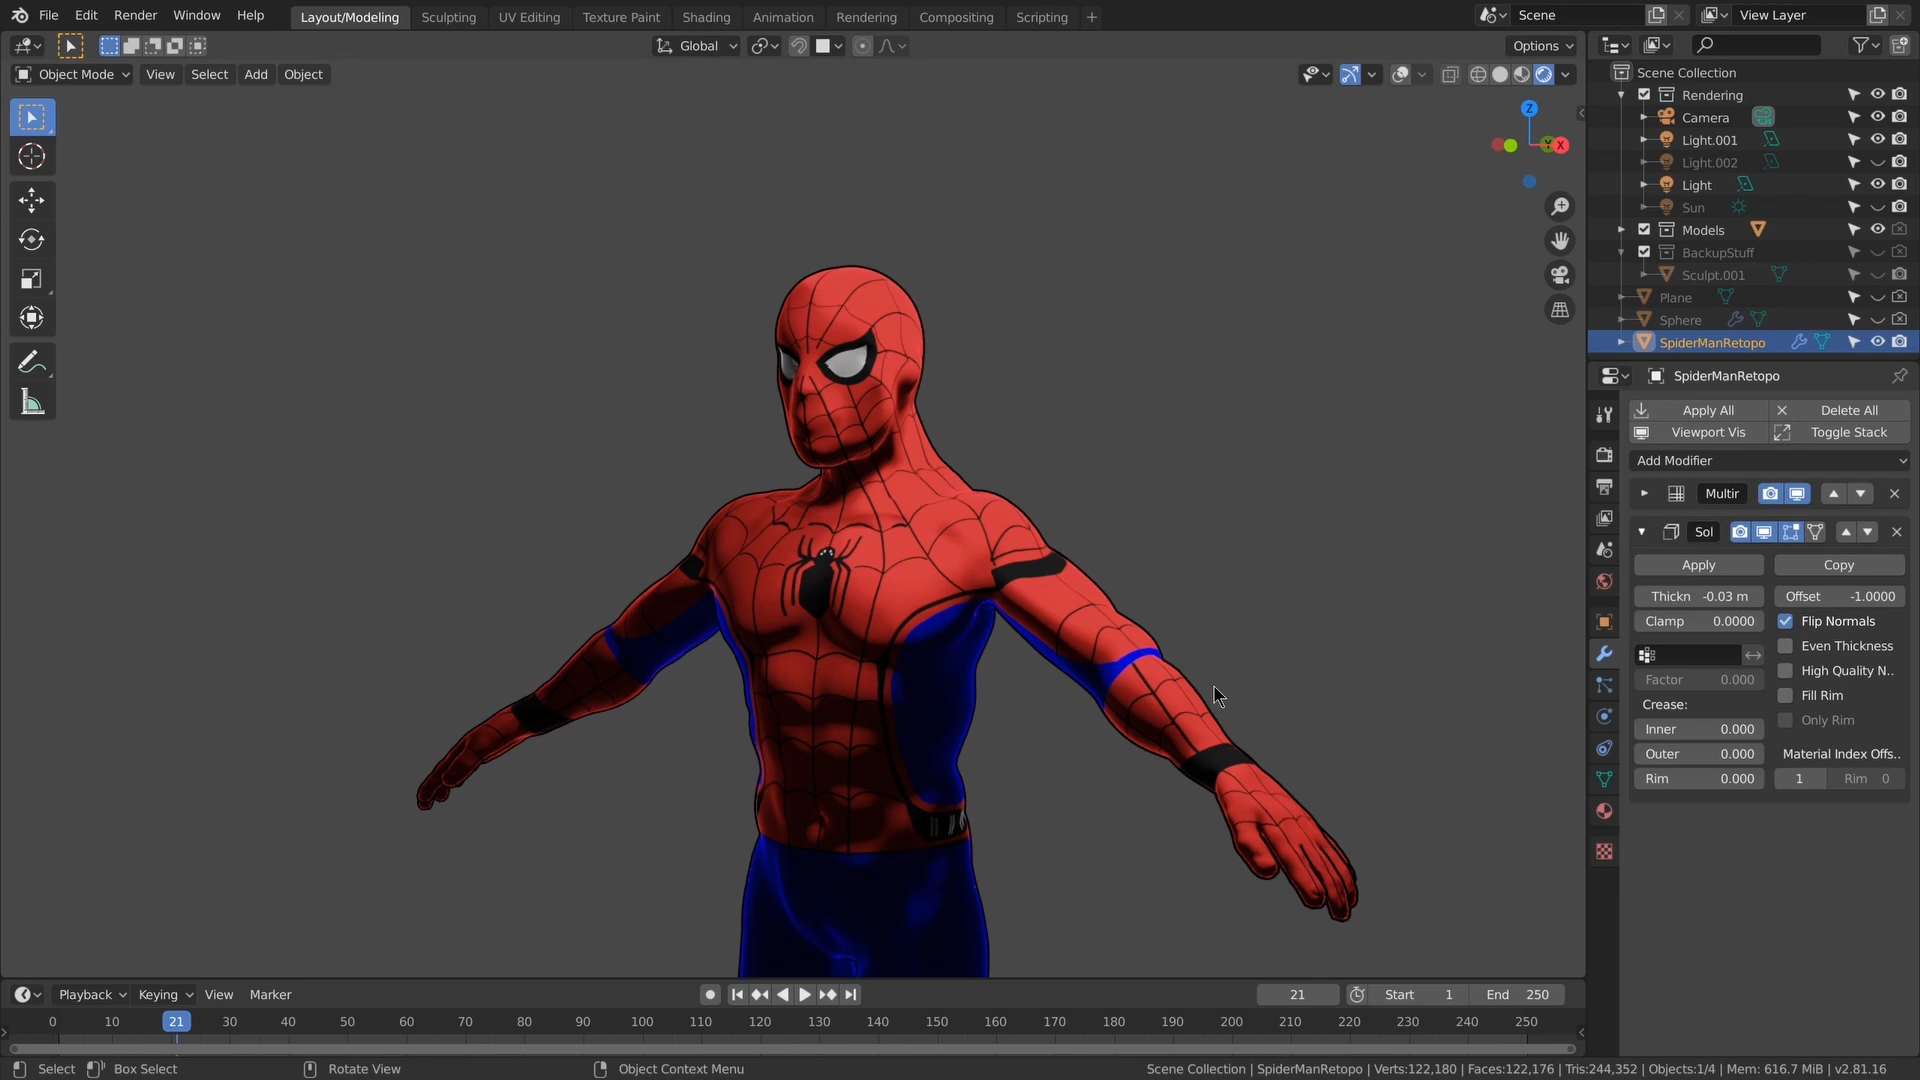 File Edit Render Window Help Layout/Modeling Sculpting UV Editing Texture Paint Shading Animation Rendering Compositing Scripting Scene View Layer
Global Options
Object Mode View Select Add Object
Z
Y X
Scene Collection
Rendering
Camera
Light.001
Light.002
Light
Sun
Models
BackupStuff
Sculpt.001
Plane
Sphere
SpiderManRetopo
SpiderManRetopo
Apply All Delete All
Viewport Vis Toggle Stack
Add Modifier
Multir
Sol
Apply Copy
Thickn -0.03 m Offset -1.0000
Clamp 0.0000 Flip Normals
Even Thickness
High Quality N..
Factor 0.000
Fill Rim
Crease:
Only Rim
Inner 0.000
Outer 0.000 Material Index Offs..
Rim 0.000 1 Rim 0
Playback Keying View Marker 21 Start 1 End 250
0 10 21 30 40 50 60 70 80 90 100 110 120 130 140 150 160 170 180 190 200 210 220 230 240 250
Select Box Select Rotate View Object Context Menu Scene Collection | SpiderManRetopo | Verts:122,180 | Faces:122,176 | Tris:244,352 | Objects:1/4 | Mem: 616.7 MiB | v2.81.16